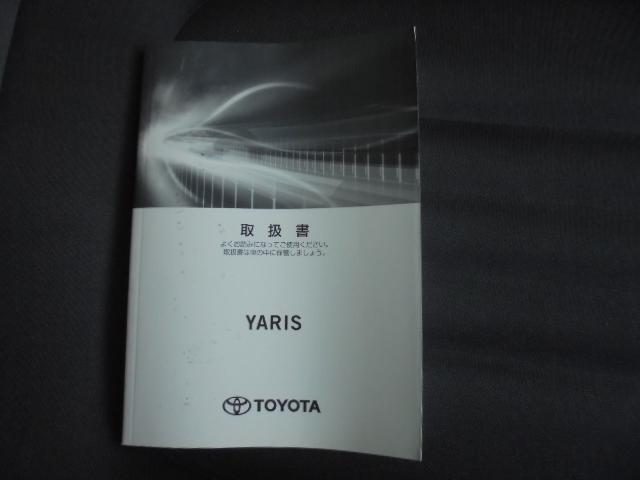 取扱書
よくお読みになってご使用ください。
取扱書は車の中に保管しましょう。
YARIS
TOYOTA